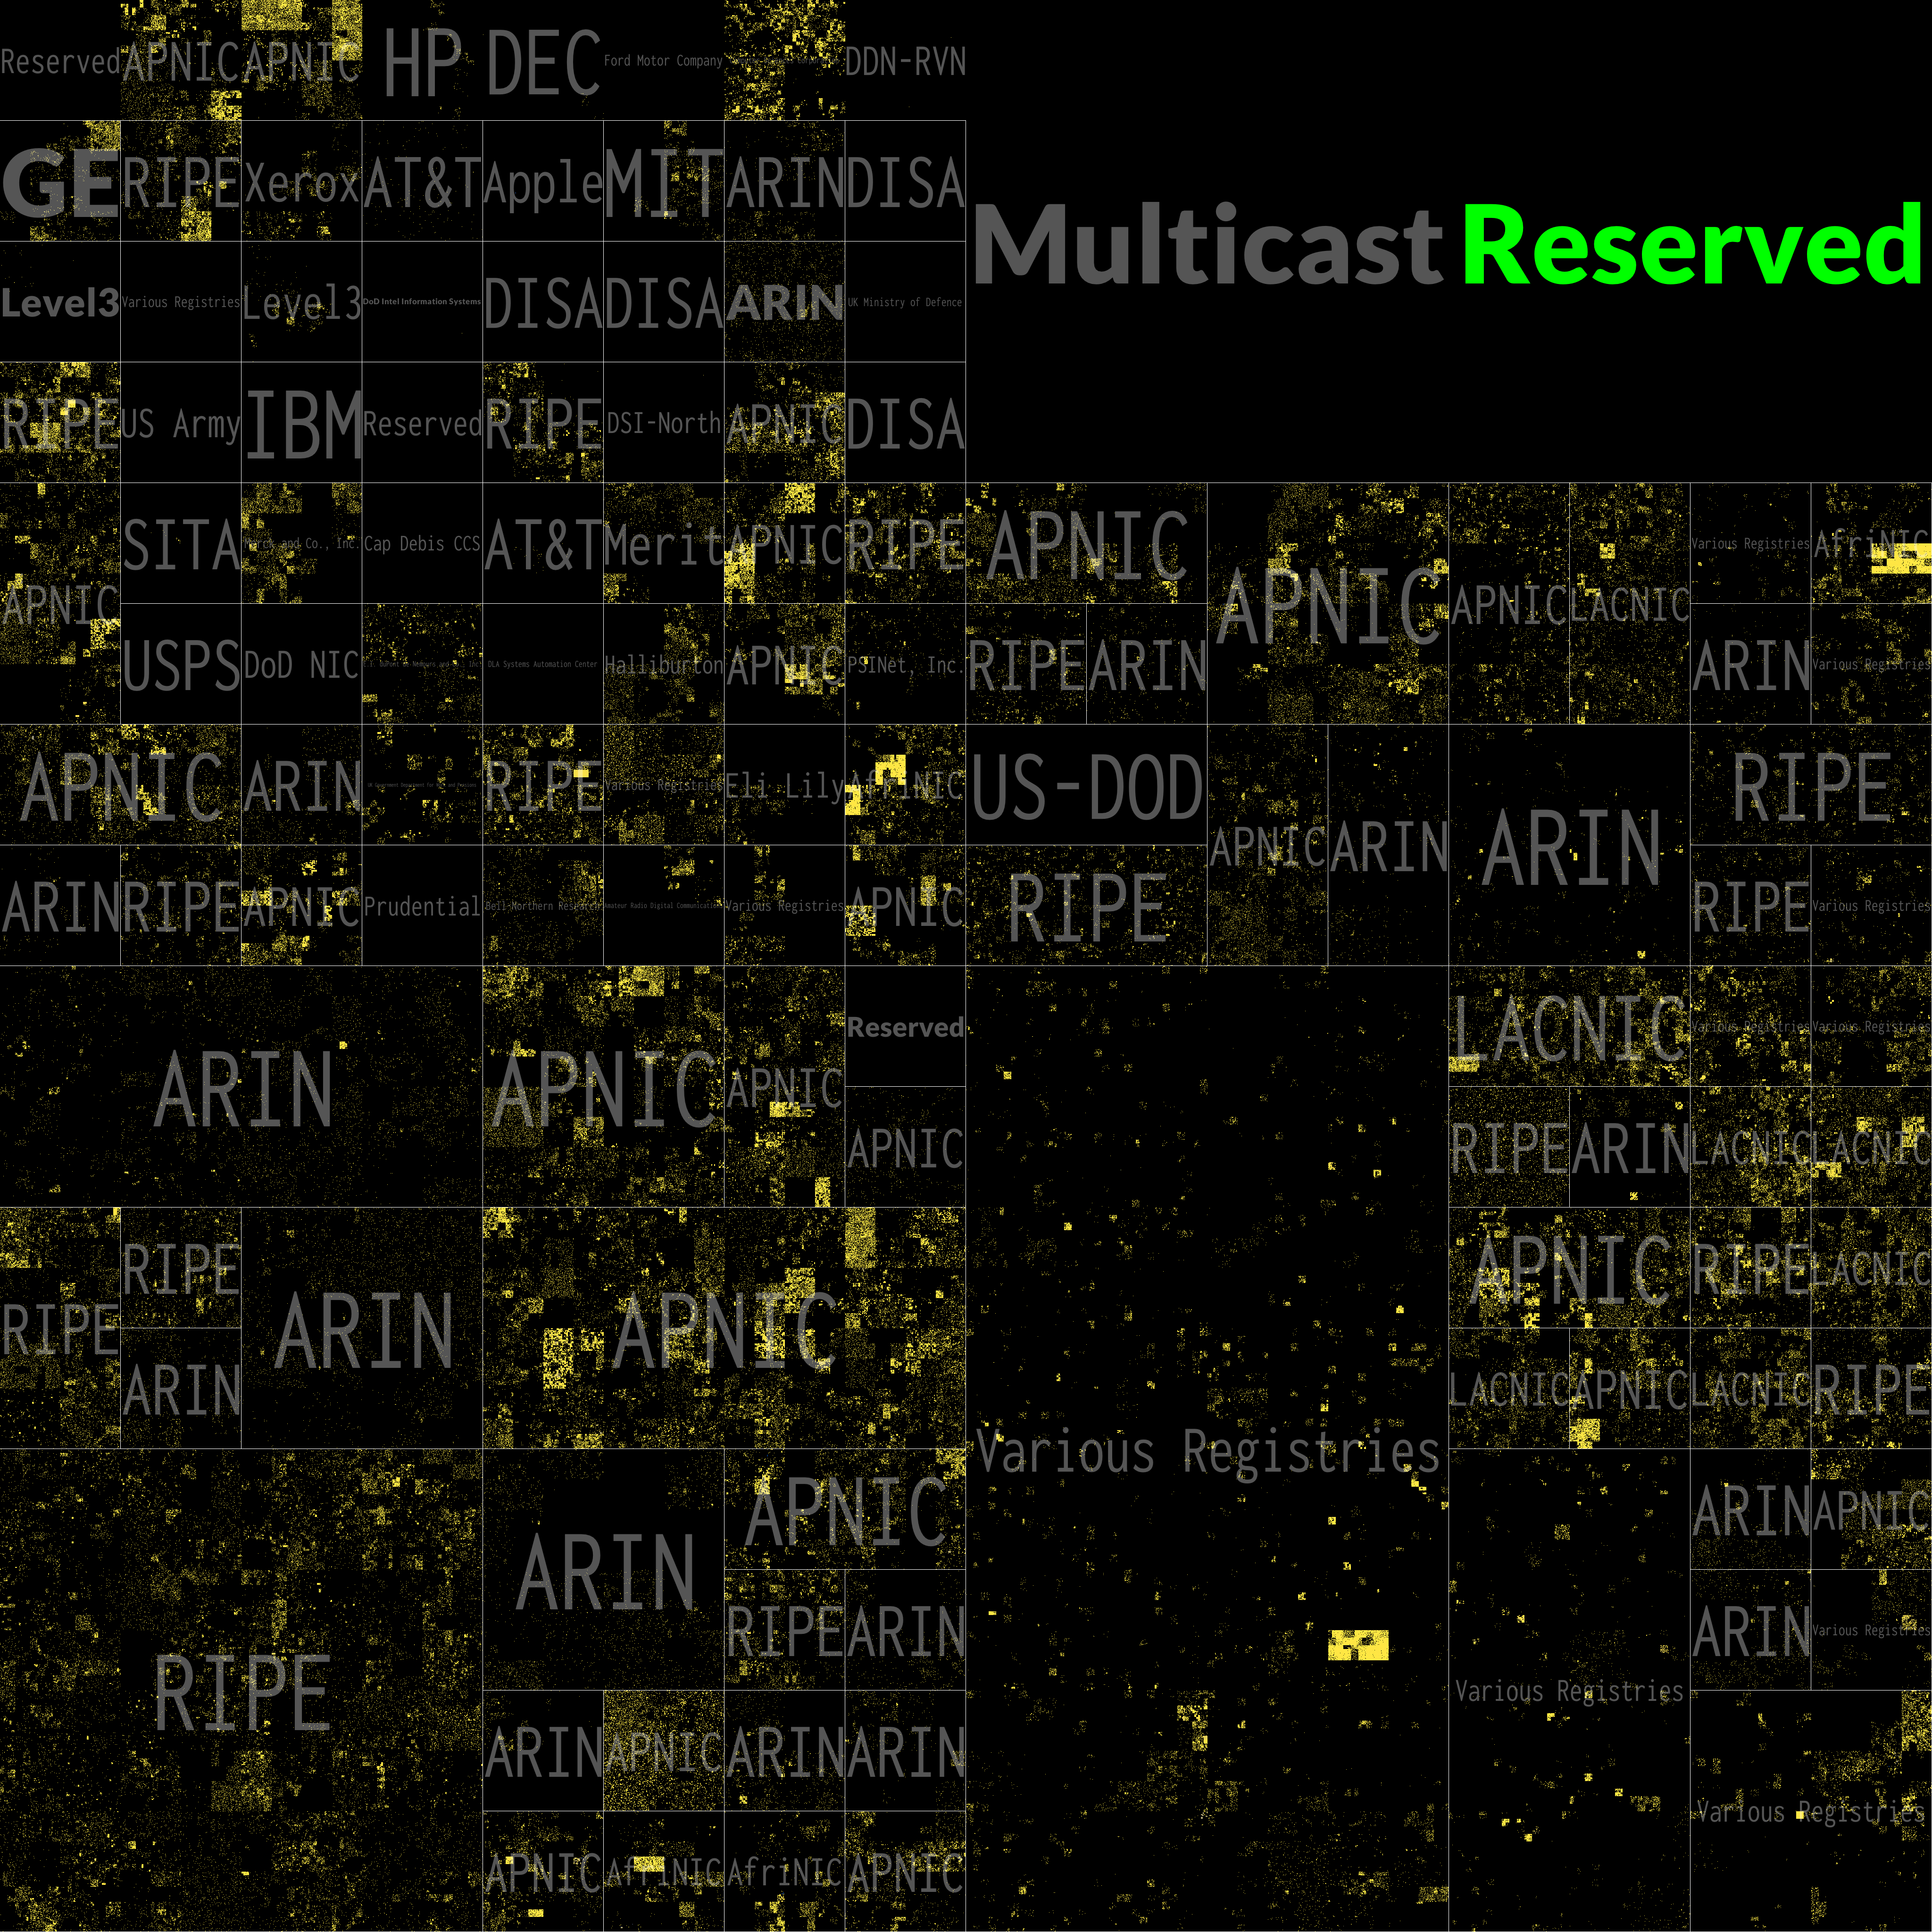 Reserved
APNIC
APNIC
HP
DEC
Ford Motor Company
DDN-RVN
Multicast
Reserved
GE
RIPE
Xerox
AT&T
Apple
MIT
ARIN
DISA
Level3
Various Registries
Level3
DoD Intel Information Systems
DISA
DISA
ARIN
UK Ministry of Defence
RIPE
US Army
IBM
Reserved
RIPE
DSI-North
APNIC
DISA
APNIC
SITA
Merck and Co., Inc.
Cap Debis CCS
AT&T
Merit
APNIC
RIPE
APNIC
APNIC
APNIC
LACNIC
Various Registries
AfriNIC
USPS
DoD NIC
DLA Systems Automation Center
Halliburton
APNIC
PSINet, Inc.
RIPE
ARIN
ARIN
Various Registries
APNIC
ARIN
RIPE
Various Registries
Eli Lily
AfriNIC
US-DOD
APNIC
ARIN
ARIN
RIPE
ARIN
RIPE
APNIC
Prudential
Bell-Northern Research
Amateur Radio Digital Communications
Various Registries
APNIC
RIPE
RIPE
Various Registries
ARIN
APNIC
APNIC
Reserved
APNIC
LACNIC
Various Registries
Various Registries
RIPE
ARIN
LACNIC
LACNIC
RIPE
RIPE
ARIN
ARIN
APNIC
Various Registries
APNIC
RIPE
LACNIC
LACNIC
APNIC
LACNIC
RIPE
RIPE
ARIN
APNIC
RIPE
ARIN
Various Registries
ARIN
APNIC
ARIN
Various Registries
ARIN
APNIC
ARIN
ARIN
Various Registries
APNIC
AfriNIC
AfriNIC
APNIC